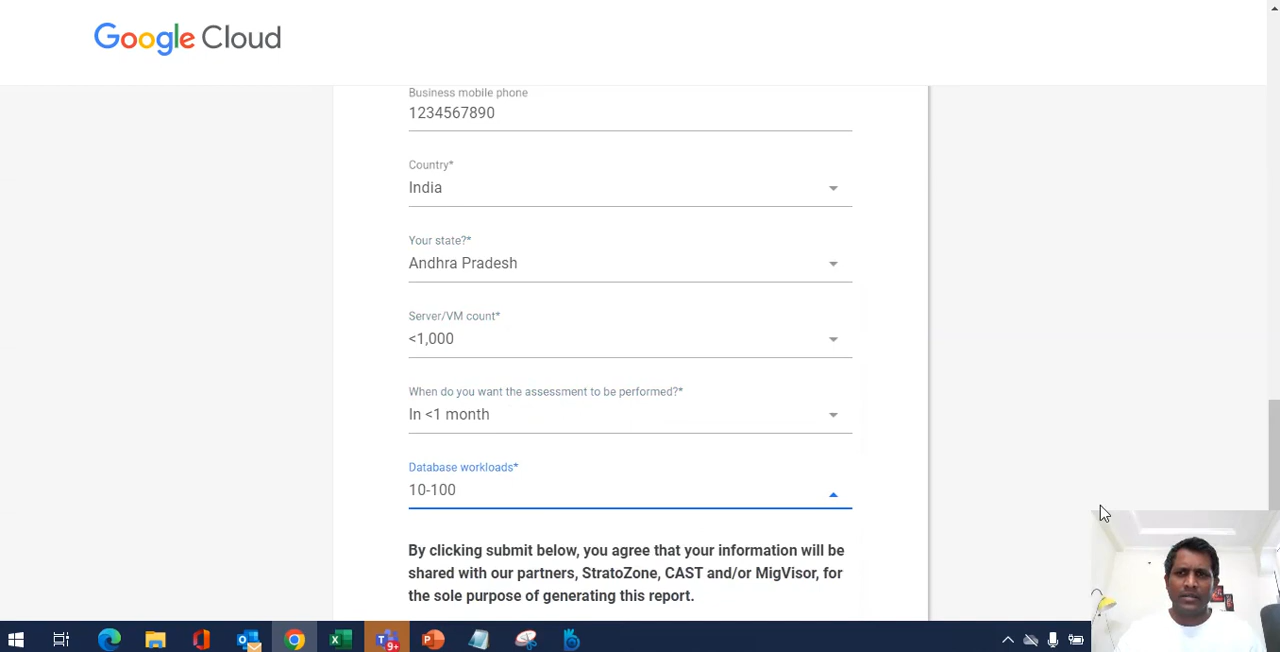 Google Cloud
Business mobile phone
1234567890
Country*
India
Your state?*
Andhra Pradesh
Server/VM count*
<1,000
When do you want the assessment to be performed?*
In <1 month
Database workloads*
10-100
By clicking submit below, you agree that your information will be
shared with our partners, StratoZone, CAST and/or MigVisor, for
the sole purpose of generating this report.
9+